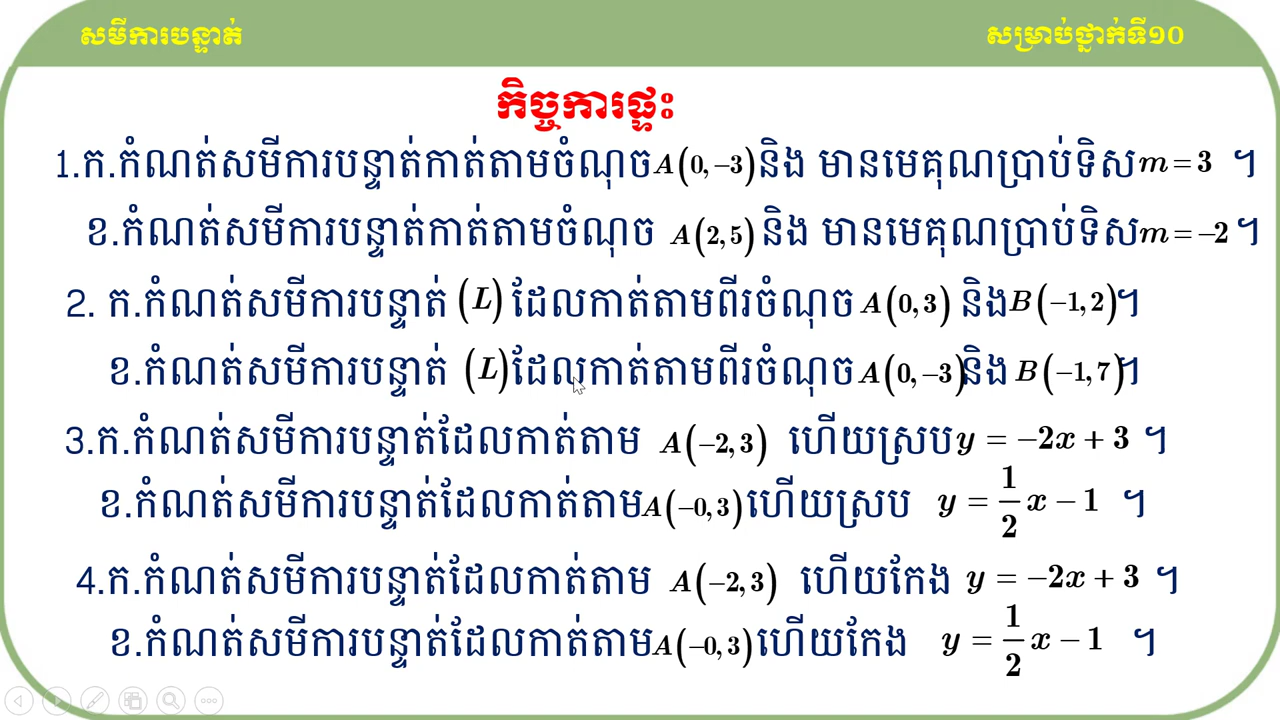 សមីការបន្ទាត់
សម្រាប់ថ្នាក់ទី១០
កិច្ចការផ្ទះ
1.ក.កំណត់សមីការបន្ទាត់កាត់តាមចំណុចA(0,−3)និង មានមេគុណប្រាប់ទិសm=3 ។
ខ.កំណត់សមីការបន្ទាត់កាត់តាមចំណុច A(2,5) និង មានមេគុណប្រាប់ទិសm=−2 ។
2. ក.កំណត់សមីការបន្ទាត់ (L) ដែលកាត់តាមពីរចំណុចA(0,3) និងB(−1,2)។
ខ.កំណត់សមីការបន្ទាត់ (L)ដែលកាត់តាមពីរចំណុចA(0,−3)និង B(−1,7)។
3.ក.កំណត់សមីការបន្ទាត់ដែលកាត់តាម A(−2,3) ហើយស្របy=−2x+3 ។
ខ.កំណត់សមីការបន្ទាត់ដែលកាត់តាមA(−0,3)ហើយស្រប y=1/2 x−1 ។
4.ក.កំណត់សមីការបន្ទាត់ដែលកាត់តាម A(−2,3) ហើយកែង y=−2x+3 ។
ខ.កំណត់សមីការបន្ទាត់ដែលកាត់តាមA(−0,3)ហើយកែង y=1/2 x−1 ។